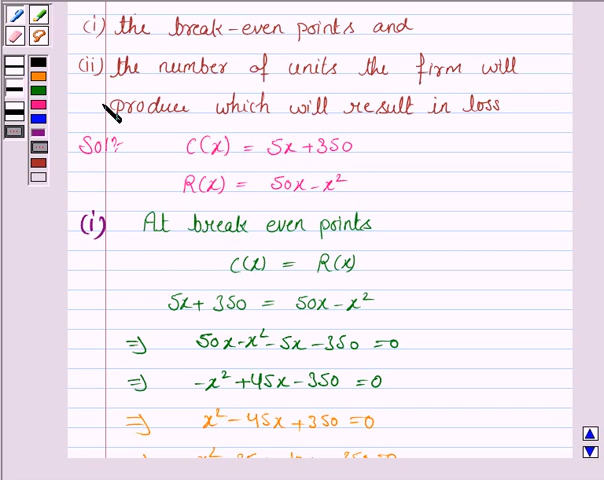 (i) the break-even points and
(ii) the number of units the firm will
produce which will result in loss
Soln: C(x) = 5x + 350
R(x) = 50x - x²
(i) At break even points
C(x) = R(x)
5x + 350 = 50x - x²
⇒ 50x - x² - 5x - 350 = 0
⇒ -x² + 45x - 350 = 0
⇒ x² - 45x + 350 = 0